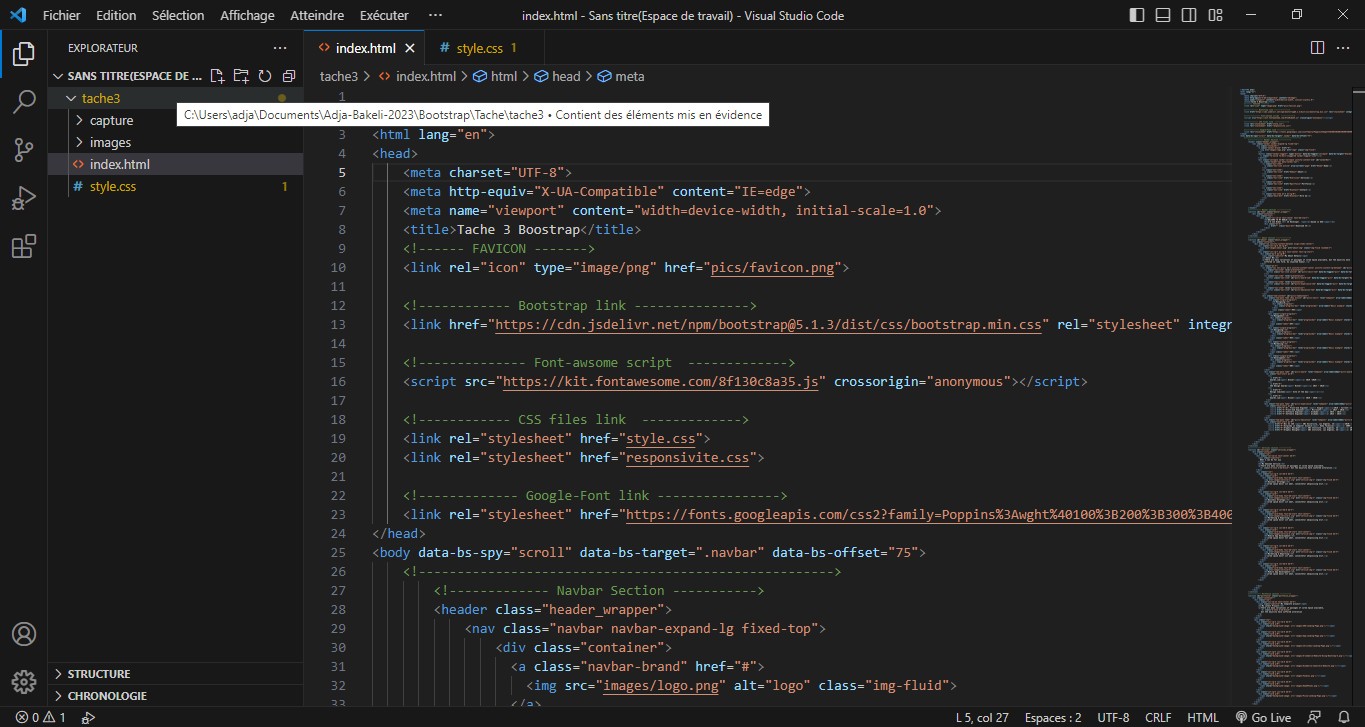 Fichier Edition Sélection Affichage Atteindre Exécuter ··· index.html - Sans titre(Espace de travail) - Visual Studio Code
EXPLORATEUR ···
index.html
# style.css 1
SANS TITRE(ESPACE DE ...
tache3 > index.html > html > head > meta
tache3
C:\Users\adja\Documents\Adja-Bakeli-2023\Bootstrap\Tache\tache3 • Contient des éléments mis en évidence
capture
images
index.html
# style.css 1
1
3 <html lang="en">
4 <head>
5 <meta charset="UTF-8">
6 <meta http-equiv="X-UA-Compatible" content="IE=edge">
7 <meta name="viewport" content="width=device-width, initial-scale=1.0">
8 <title>Tache 3 Boostrap</title>
9 <!------ FAVICON ------->
10 <link rel="icon" type="image/png" href="pics/favicon.png">
11
12 <!------------ Bootstrap link -------------->
13 <link href="https://cdn.jsdelivr.net/npm/bootstrap@5.1.3/dist/css/bootstrap.min.css" rel="stylesheet" integr
14
15 <!-------------- Font-awsome script ------------->
16 <script src="https://kit.fontawesome.com/8f130c8a35.js" crossorigin="anonymous"></script>
17
18 <!------------ CSS files link ------------->
19 <link rel="stylesheet" href="style.css">
20 <link rel="stylesheet" href="responsivite.css">
21
22 <!------------- Google-Font link ---------------->
23 <link rel="stylesheet" href="https://fonts.googleapis.com/css2?family=Poppins%3Awght%40100%3B200%3B300%3B400
24 </head>
25 <body data-bs-spy="scroll" data-bs-target=".navbar" data-bs-offset="75">
26 <!------------------------------------------------------>
27 <!------------- Navbar Section ----------->
28 <header class="header_wrapper">
29 <nav class="navbar navbar-expand-lg fixed-top">
30 <div class="container">
31 <a class="navbar-brand" href="#">
32 <img src="images/logo.png" alt="logo" class="img-fluid">
33 </a>
STRUCTURE
CHRONOLOGIE
0 1 L 5, col 27 Espaces : 2 UTF-8 CRLF HTML Go Live